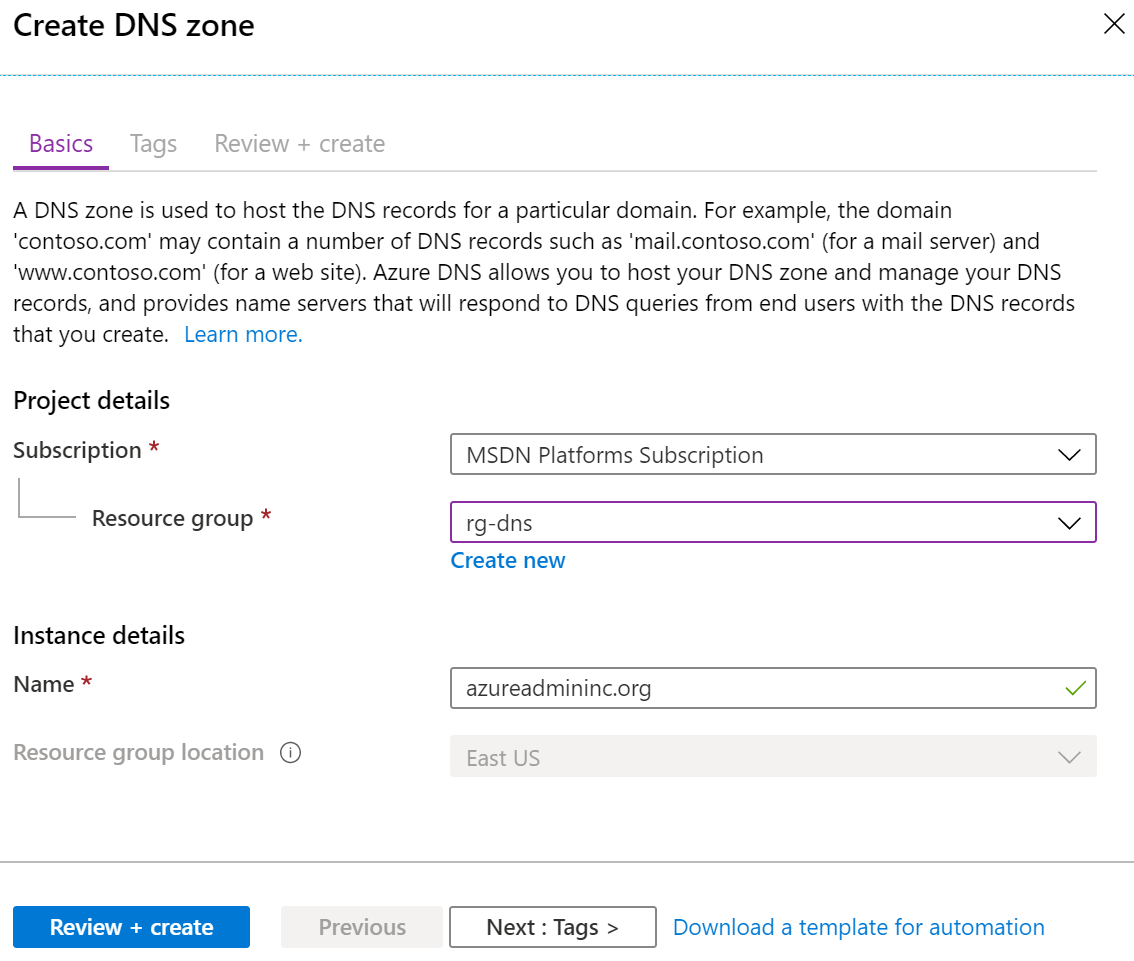 Create DNS zone
Basics
Tags
Review + create
A DNS zone is used to host the DNS records for a particular domain. For example, the domain
'contoso.com' may contain a number of DNS records such as 'mail.contoso.com' (for a mail server) and
'www.contoso.com' (for a web site). Azure DNS allows you to host your DNS zone and manage your DNS
records, and provides name servers that will respond to DNS queries from end users with the DNS records
that you create. Learn more.
Project details
Subscription *
MSDN Platforms Subscription
Resource group *
rg-dns
Create new
Instance details
Name *
azureadmininc.org
Resource group location
East US
Review + create
Previous
Next : Tags >
Download a template for automation